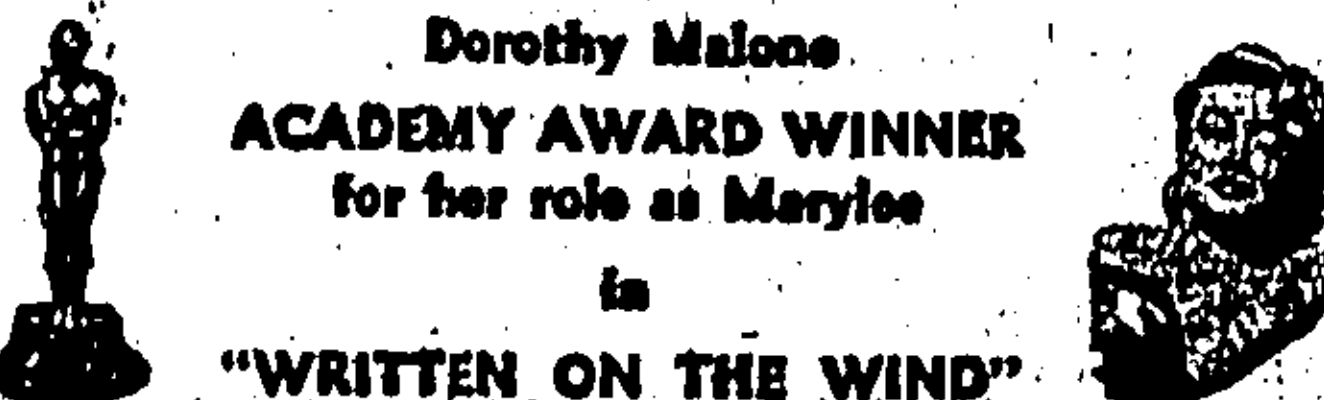 Dorothy Malone
ACADEMY AWARD WINNER
for her role as Marylee
in
"WRITTEN ON THE WIND"